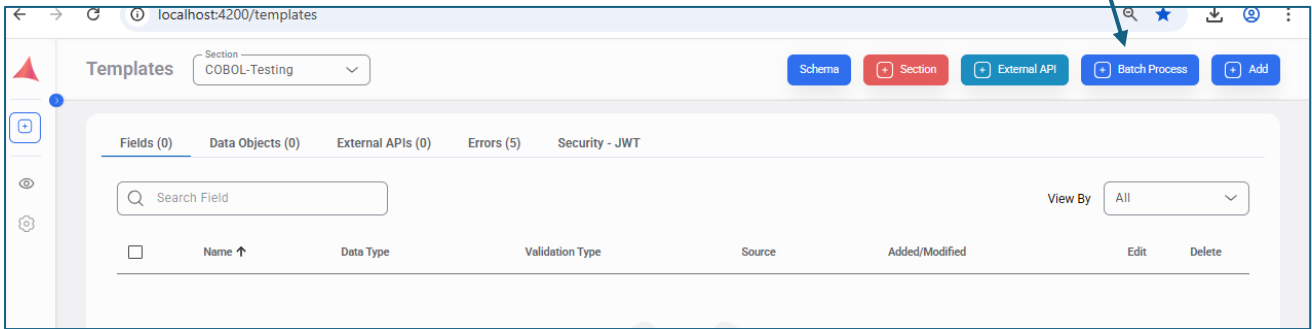 localhost:4200/templates
Templates
Section
COBOL-Testing
Schema
Section
External API
Batch Process
Add
Fields (0)
Data Objects (0)
External APIs (0)
Errors (5)
Security - JWT
Search Field
View By
All
Name
Data Type
Validation Type
Source
Added/Modified
Edit
Delete